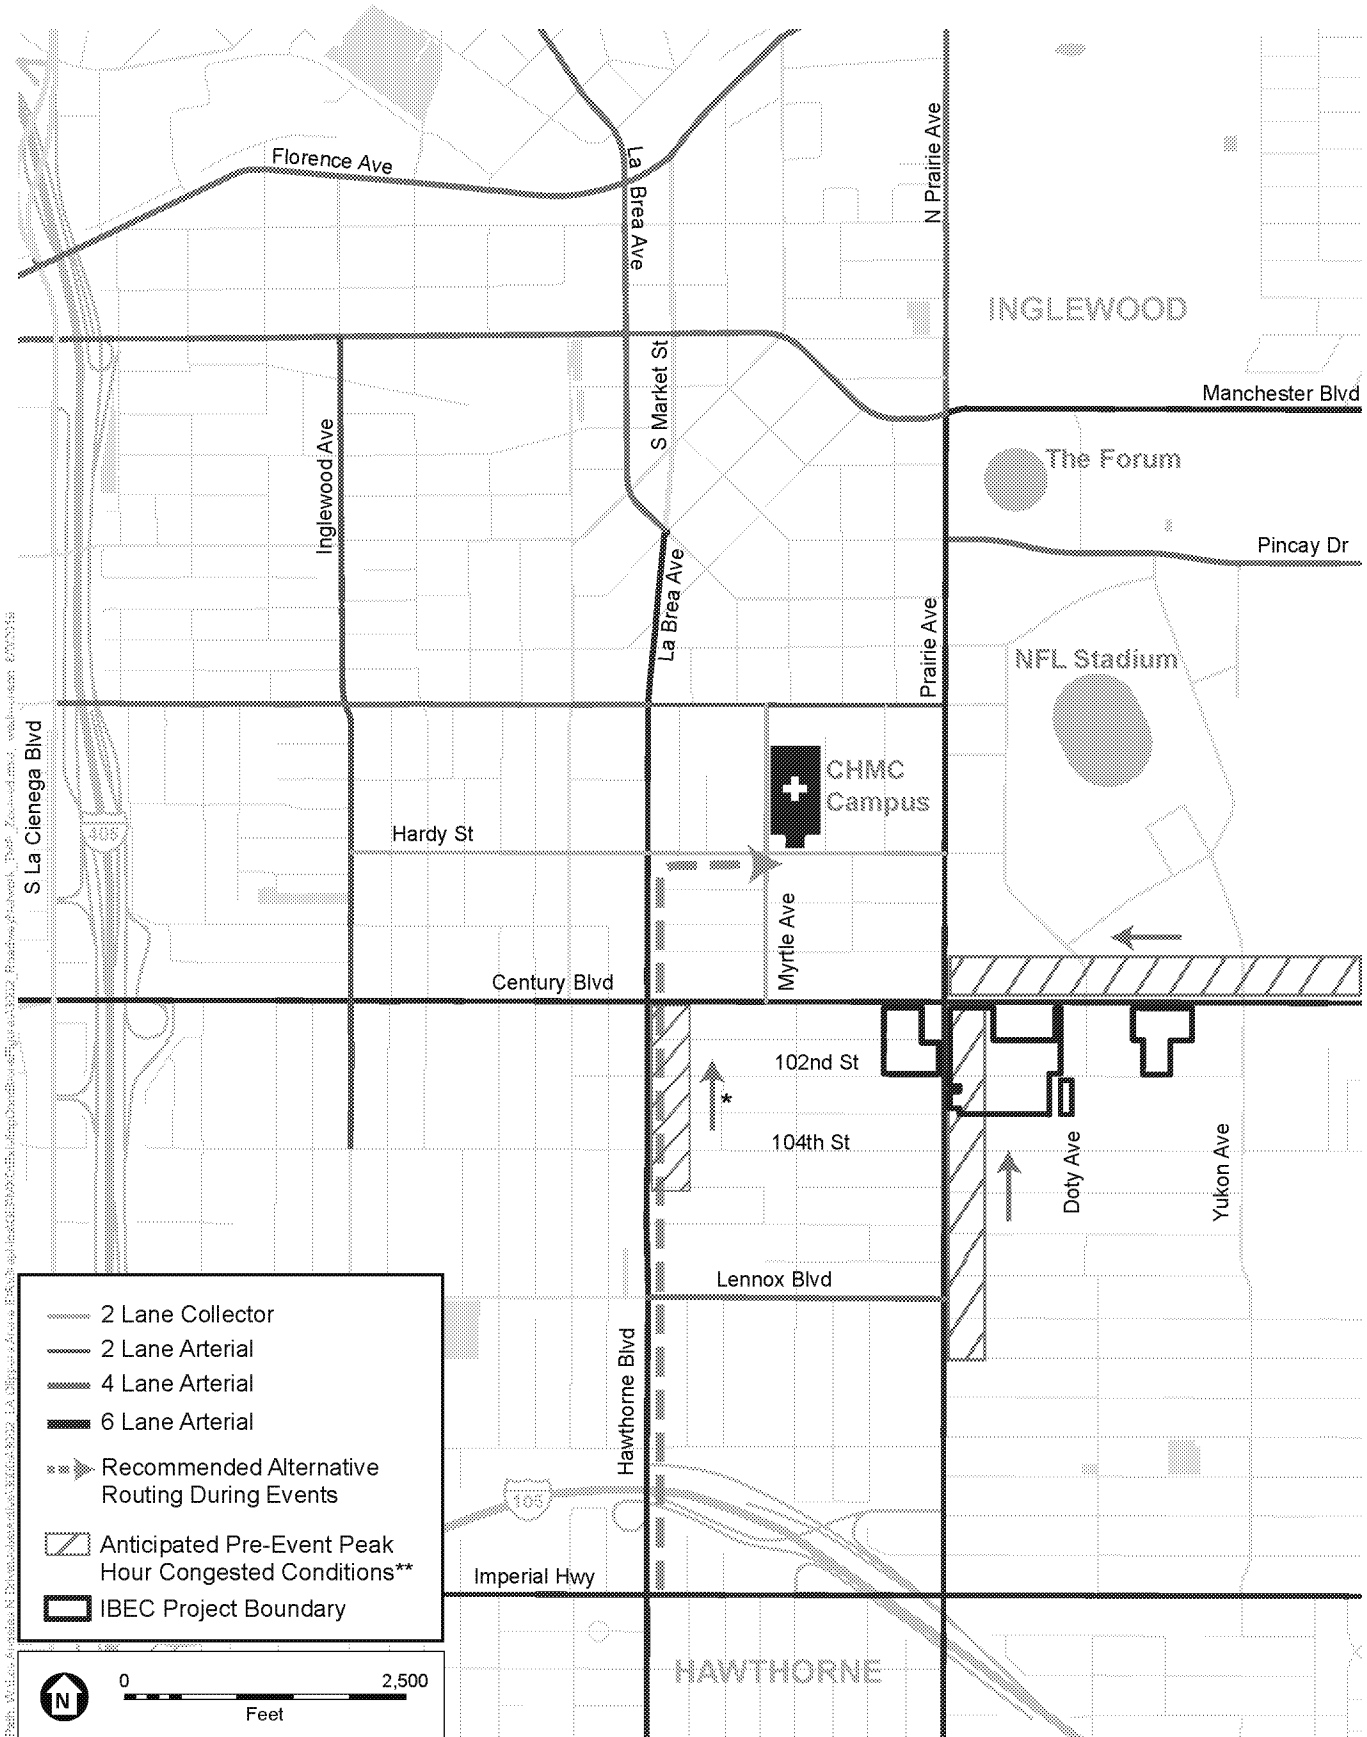 Florence Ave
La Brea Ave
N Prairie Ave
INGLEWOOD
S Market St
Manchester Blvd
Inglewood Ave
The Forum
Pincay Dr
La Brea Ave
Prairie Ave
NFL Stadium
S La Cienega Blvd
CHMC
Campus
405
Hardy St
Myrtle Ave
Century Blvd
102nd St
*
104th St
Doty Ave
Yukon Ave
Lennox Blvd
Hawthorne Blvd
105
Imperial Hwy
HAWTHORNE
2 Lane Collector
2 Lane Arterial
4 Lane Arterial
6 Lane Arterial
Recommended Alternative
Routing During Events
Anticipated Pre-Event Peak
Hour Congested Conditions**
IBEC Project Boundary
N
0
2,500
Feet